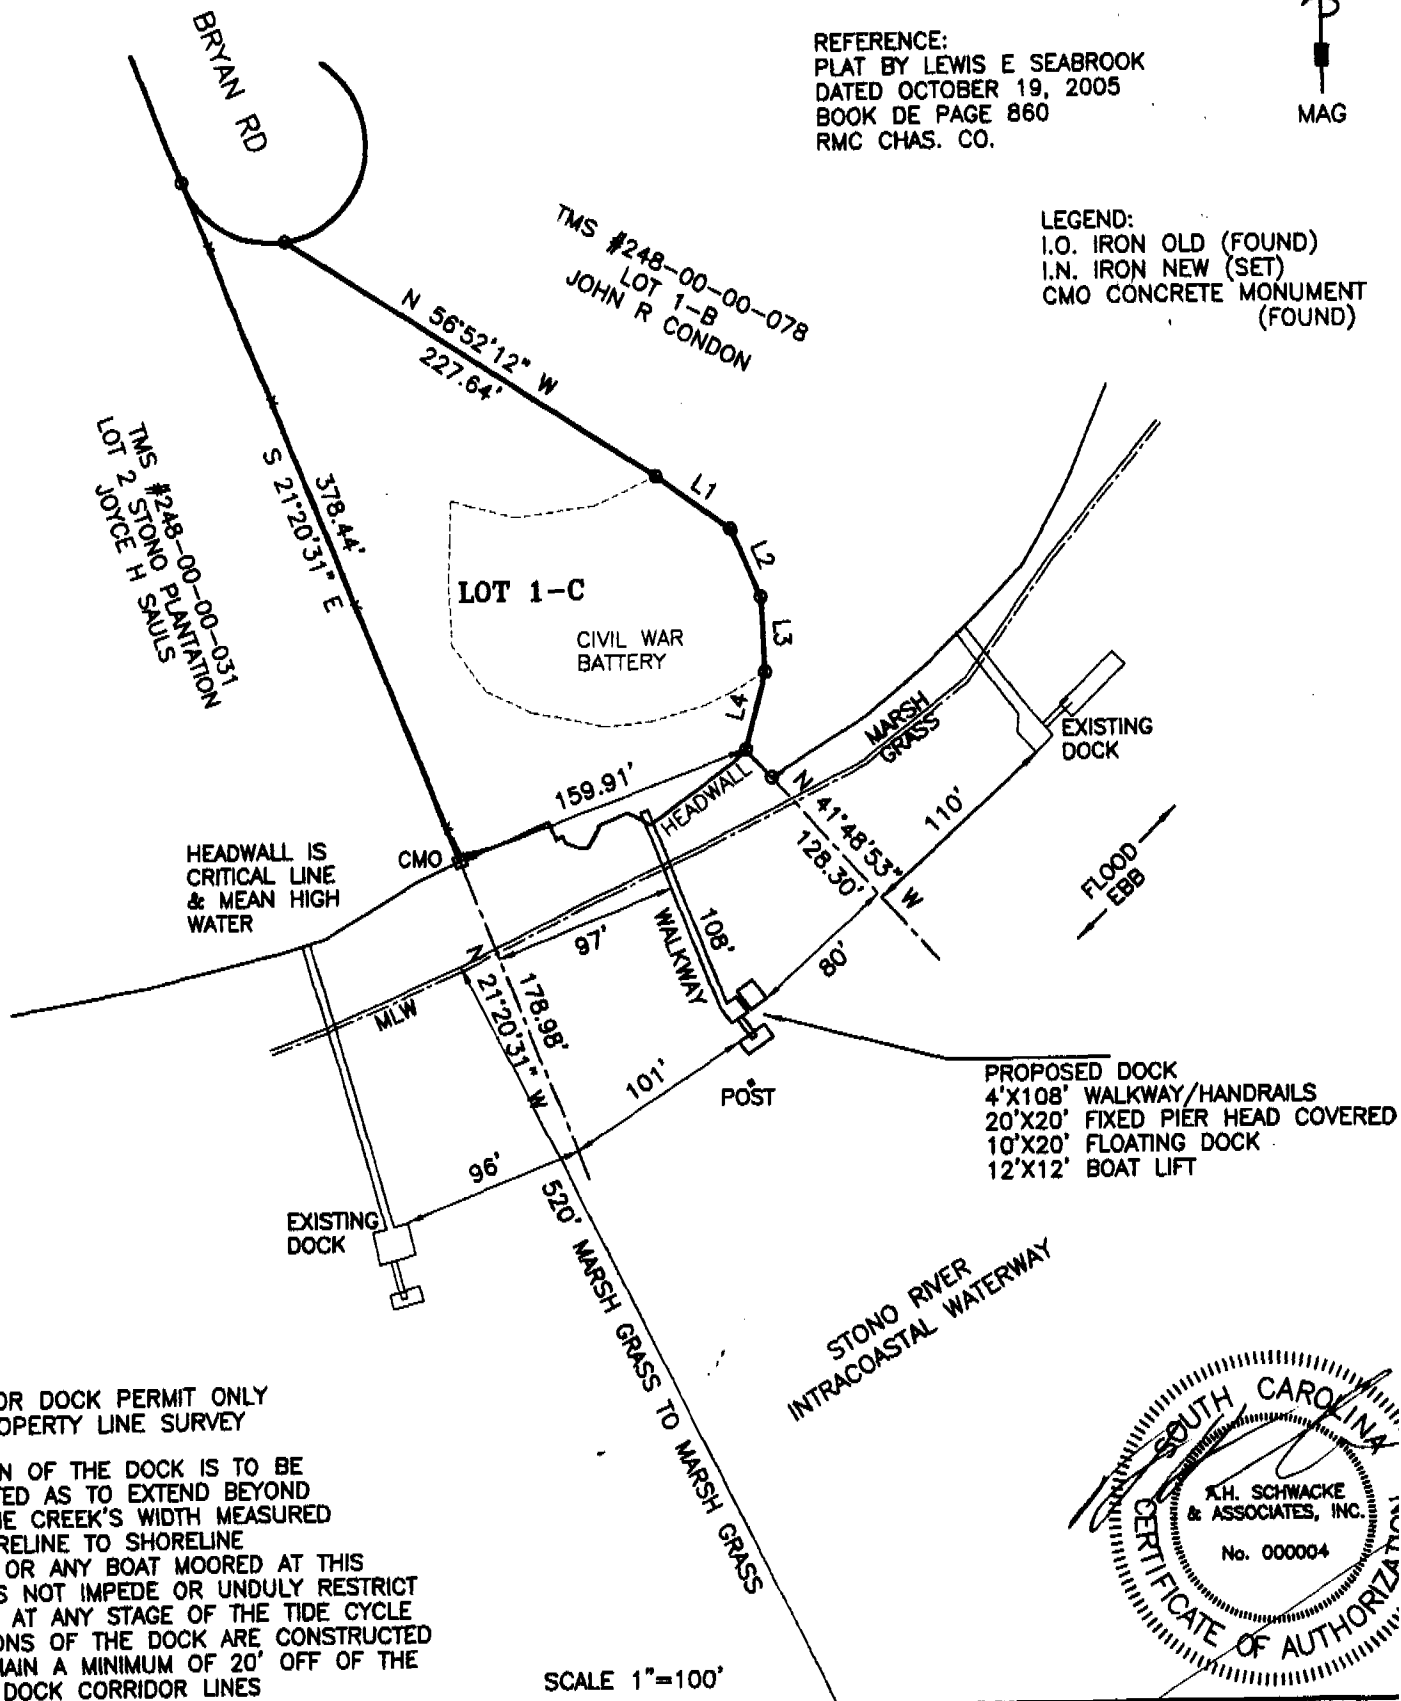 BRYAN RD
REFERENCE:
PLAT BY LEWIS E SEABROOK
DATED OCTOBER 19, 2005
BOOK DE PAGE 860
RMC CHAS. CO.
MAG
LEGEND:
I.O. IRON OLD (FOUND)
I.N. IRON NEW (SET)
CMO CONCRETE MONUMENT
(FOUND)
TMS #248-00-00-078
LOT 1-B
JOHN R CONDON
N 56°52'12" W
227.64'
TMS #248-00-00-031
LOT 2 STONO PLANTATION
JOYCE H SAULS
378.44'
S 21°20'31" E
L1
L2
L3
L4
LOT 1-C
CIVIL WAR
BATTERY
MARSH
GRASS
EXISTING
DOCK
159.91'
HEADWALL
N 41°48'53" W
128.30'
110'
FLOOD
EBB
HEADWALL IS
CRITICAL LINE
& MEAN HIGH
WATER
CMO
97'
WALKWAY
108'
80'
MLW
N 21°20'31" W
178.98'
101'
POST
PROPOSED DOCK
4'X108' WALKWAY/HANDRAILS
20'X20' FIXED PIER HEAD COVERED
10'X20' FLOATING DOCK
12'X12' BOAT LIFT
96'
EXISTING
DOCK
520' MARSH GRASS TO MARSH GRASS
STONO RIVER
INTRACOASTAL WATERWAY
OR DOCK PERMIT ONLY
OPERTY LINE SURVEY
N OF THE DOCK IS TO BE
TED AS TO EXTEND BEYOND
HE CREEK'S WIDTH MEASURED
RELINE TO SHORELINE
OR ANY BOAT MOORED AT THIS
S NOT IMPEDE OR UNDULY RESTRICT
AT ANY STAGE OF THE TIDE CYCLE
ONS OF THE DOCK ARE CONSTRUCTED
MAIN A MINIMUM OF 20' OFF OF THE
DOCK CORRIDOR LINES
SCALE 1"=100'
SOUTH CAROLINA
A.H. SCHWACKE
& ASSOCIATES, INC.
No. 000004
CERTIFICATE OF AUTHORIZATION